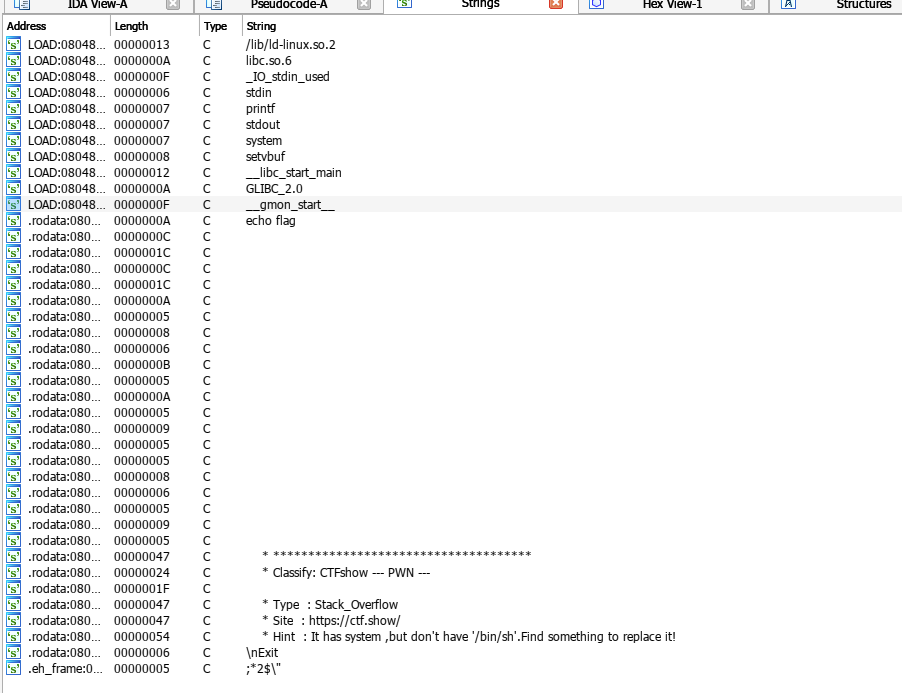 IDA View-A Pseudocode-A Strings Hex View-1 Structures
Address Length Type String
LOAD:08048... 00000013 C /lib/ld-linux.so.2
LOAD:08048... 0000000A C libc.so.6
LOAD:08048... 0000000F C _IO_stdin_used
LOAD:08048... 00000006 C stdin
LOAD:08048... 00000007 C printf
LOAD:08048... 00000007 C stdout
LOAD:08048... 00000007 C system
LOAD:08048... 00000008 C setvbuf
LOAD:08048... 00000012 C __libc_start_main
LOAD:08048... 0000000A C GLIBC_2.0
LOAD:08048... 0000000F C __gmon_start__
.rodata:080... 0000000A C echo flag
.rodata:080... 0000000C C
.rodata:080... 0000001C C
.rodata:080... 0000000C C
.rodata:080... 0000001C C
.rodata:080... 0000000A C
.rodata:080... 00000005 C
.rodata:080... 00000008 C
.rodata:080... 00000006 C
.rodata:080... 0000000B C
.rodata:080... 00000005 C
.rodata:080... 0000000A C
.rodata:080... 00000005 C
.rodata:080... 00000009 C
.rodata:080... 00000005 C
.rodata:080... 00000005 C
.rodata:080... 00000008 C
.rodata:080... 00000006 C
.rodata:080... 00000005 C
.rodata:080... 00000009 C
.rodata:080... 00000005 C
.rodata:080... 00000047 C * *************************************
.rodata:080... 00000024 C * Classify: CTFshow --- PWN ---
.rodata:080... 0000001F C
.rodata:080... 00000047 C * Type : Stack_Overflow
.rodata:080... 00000047 C * Site : https://ctf.show/
.rodata:080... 00000054 C * Hint : It has system ,but don't have '/bin/sh'.Find something to replace it!
.rodata:080... 00000006 C \nExit
.eh_frame:0... 00000005 C ;*2$\"